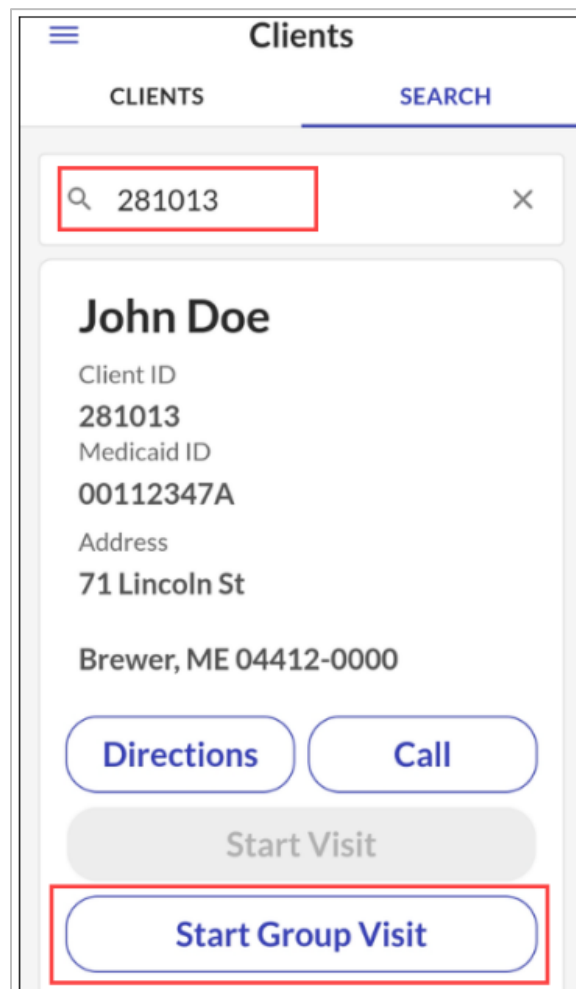 Clients
CLIENTS SEARCH
281013
John Doe
Client ID
281013
Medicaid ID
00112347A
Address
71 Lincoln St
Brewer, ME 04412-0000
Directions Call
Start Visit
Start Group Visit